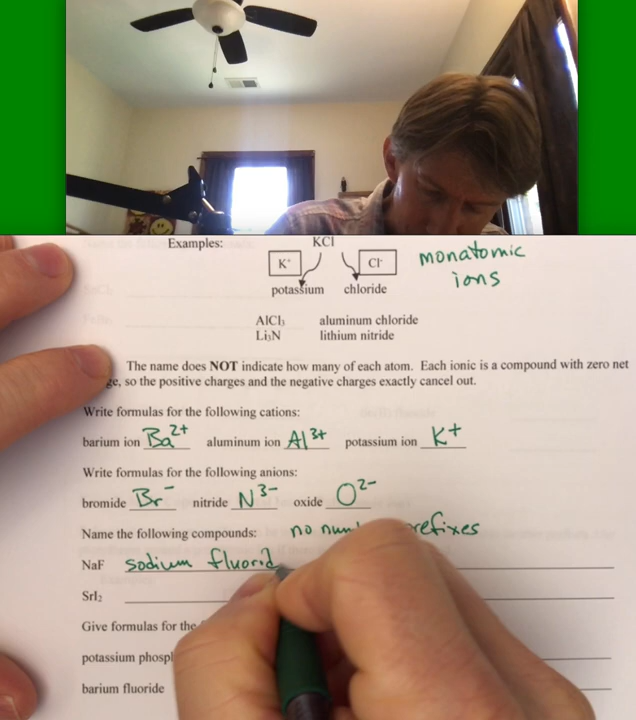 Examples: KCl
K⁺ Cl⁻ monatomic
potassium chloride ions
AlCl₃ aluminum chloride
Li₃N lithium nitride
The name does NOT indicate how many of each atom. Each ionic is a compound with zero net
ge, so the positive charges and the negative charges exactly cancel out.
Write formulas for the following cations:
barium ion Ba²⁺ aluminum ion Al³⁺ potassium ion K⁺
Write formulas for the following anions:
bromide Br⁻ nitride N³⁻ oxide O²⁻
Name the following compounds: no num refixes
NaF sodium fluorid
SrI₂
Give formulas for the
potassium phosp
barium fluoride